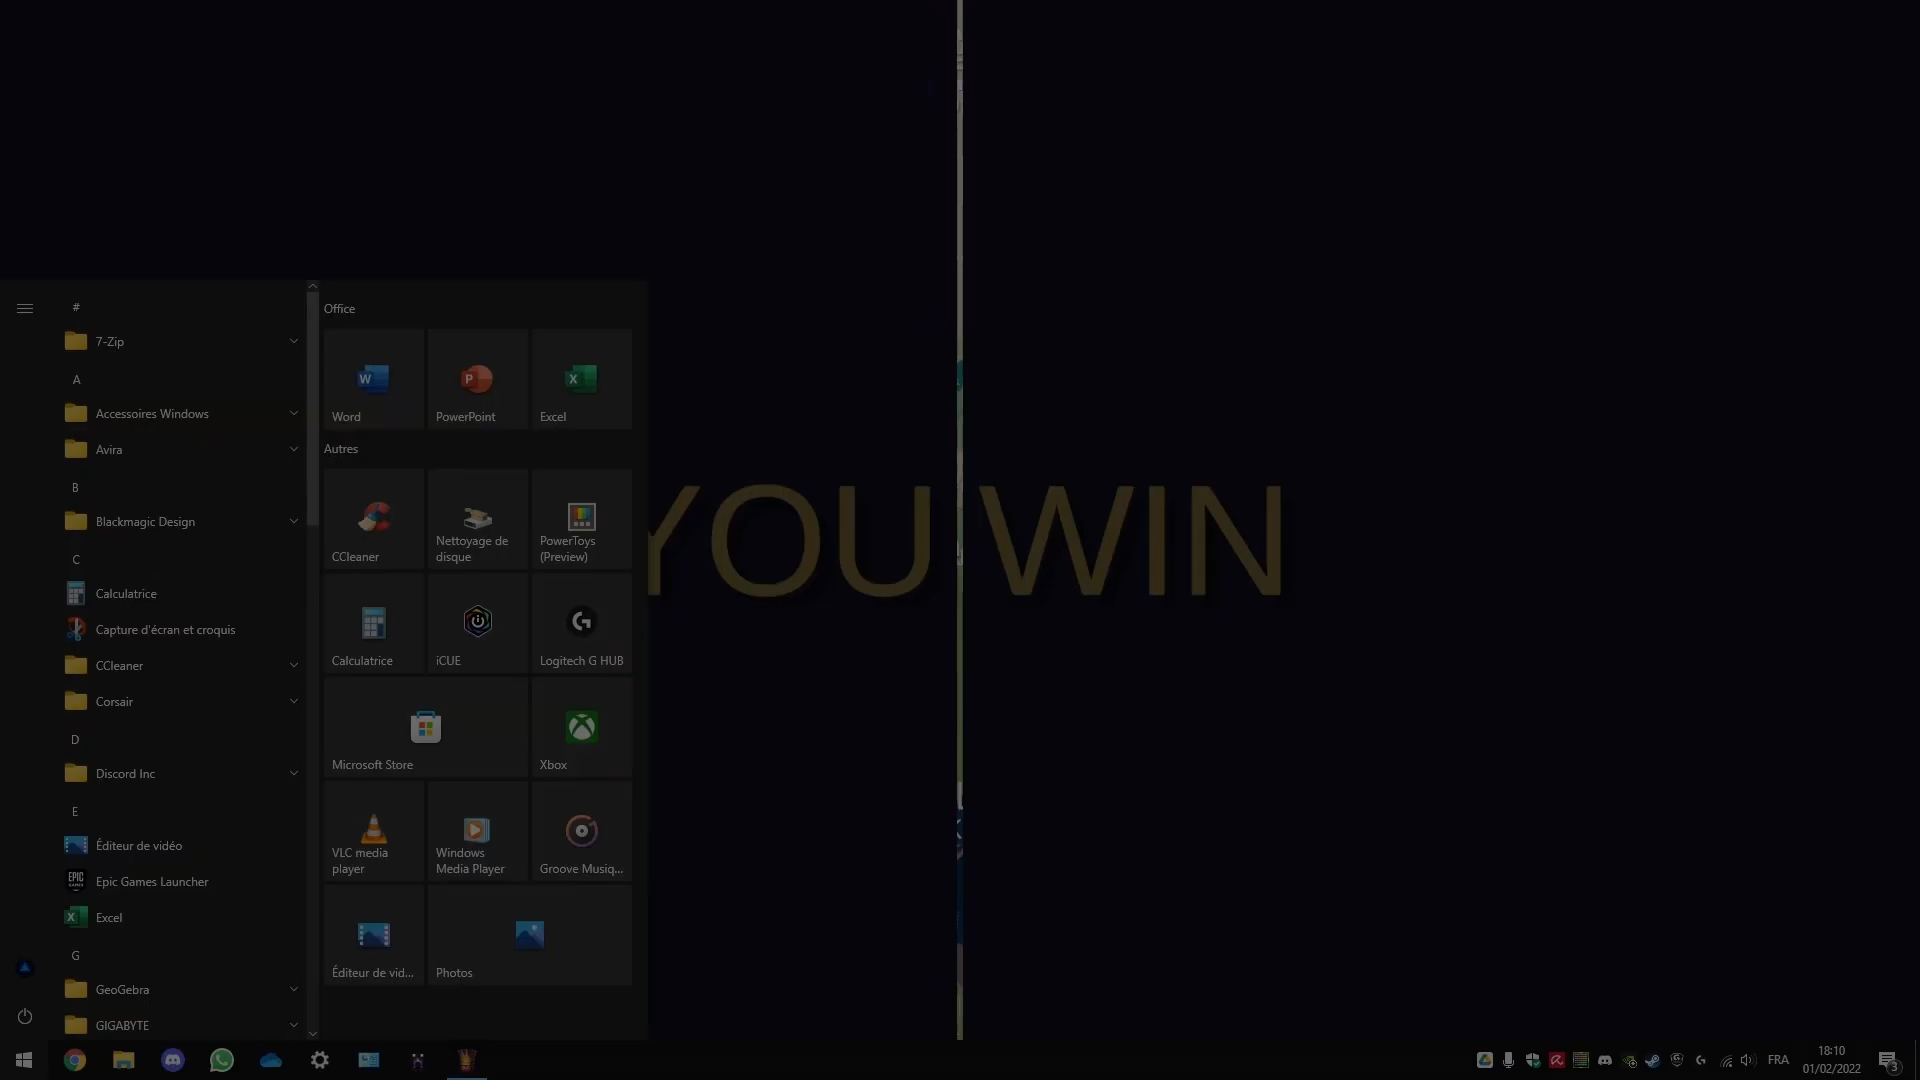 #
7-Zip
A
Accessoires Windows
Avira
B
Blackmagic Design
C
Calculatrice
Capture d'écran et croquis
CCleaner
Corsair
D
Discord Inc
E
Éditeur de vidéo
Epic Games Launcher
Excel
G
GeoGebra
GIGABYTE
Office
Word
PowerPoint
Excel
Autres
CCleaner
Nettoyage de
disque
PowerToys
(Preview)
Calculatrice
iCUE
Logitech G HUB
Microsoft Store
Xbox
VLC media
player
Windows
Media Player
Groove Musiq...
Éditeur de vid...
Photos
YOU WIN
FRA
18:10
01/02/2022
3